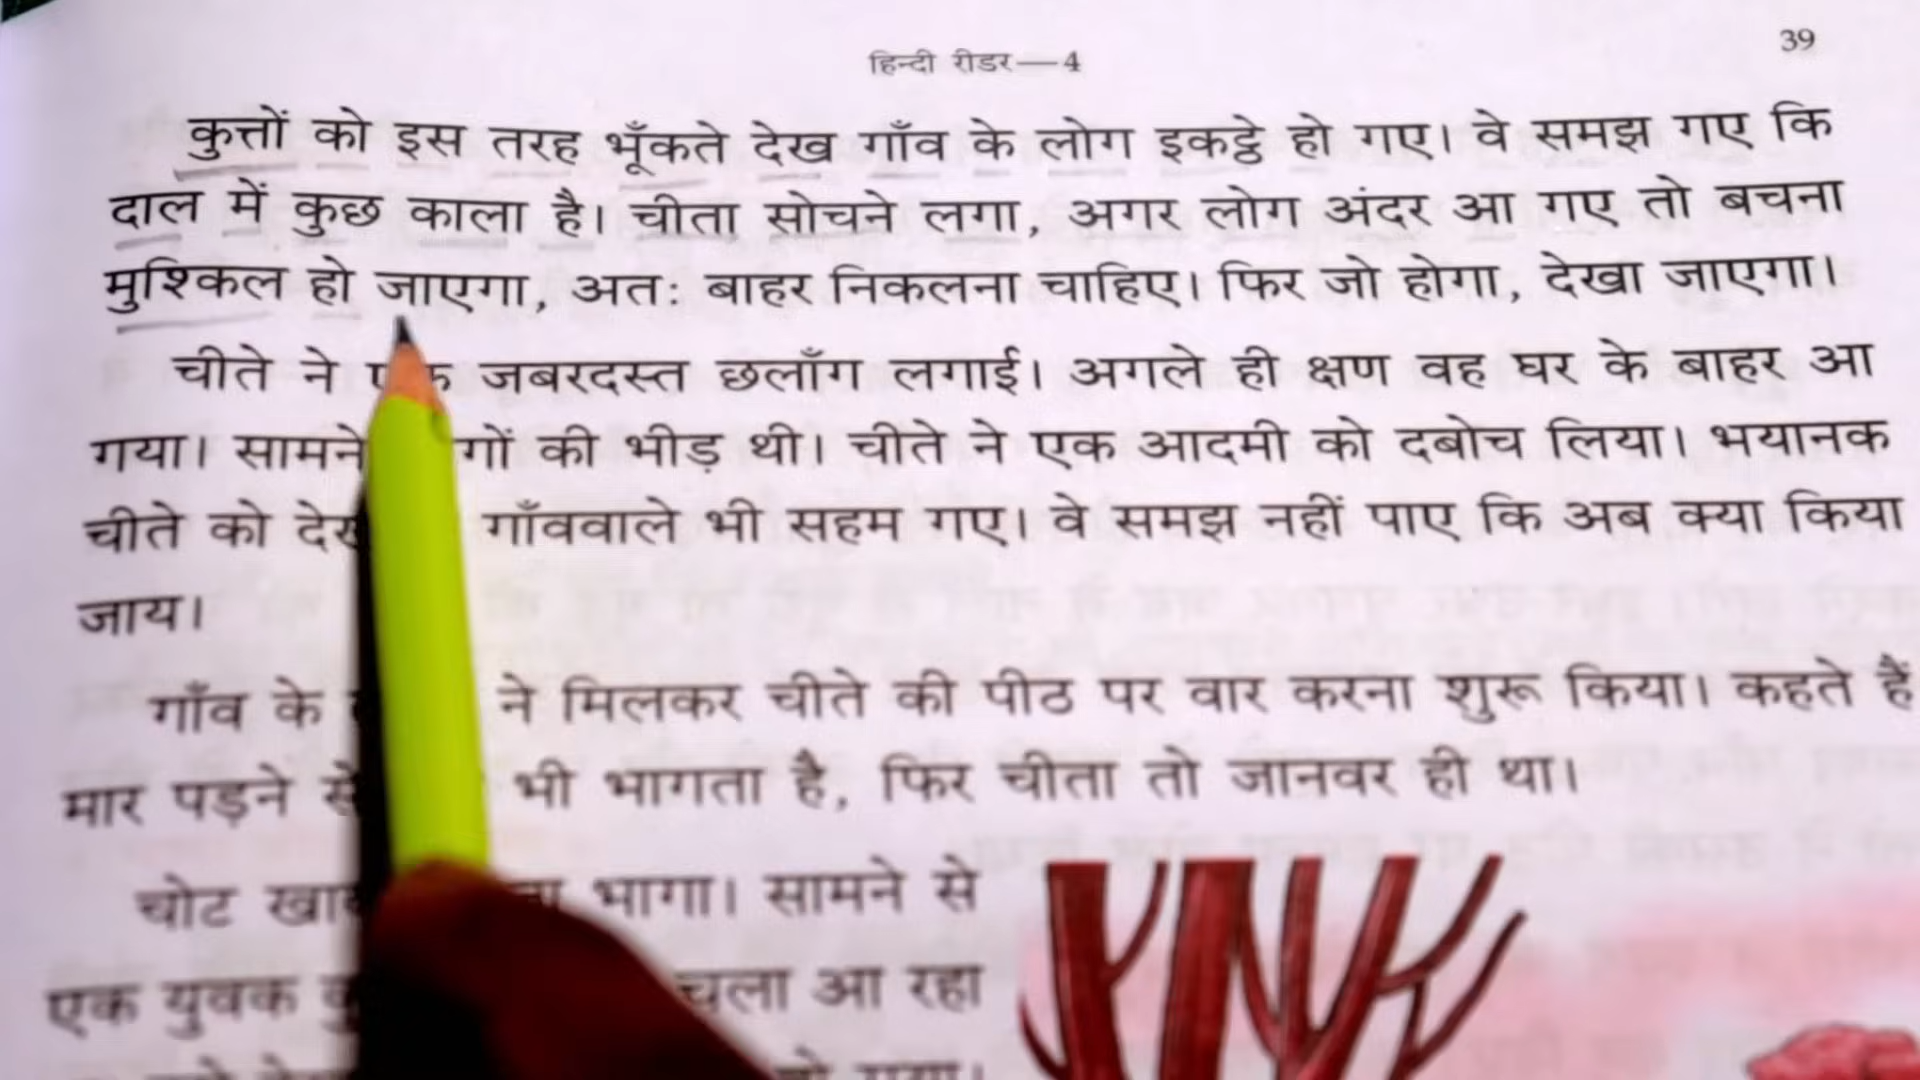 हिन्दी रीडर—4
39
कुत्तों को इस तरह भूँकते देख गाँव के लोग इकट्ठे हो गए। वे समझ गए कि
दाल में कुछ काला है। चीता सोचने लगा, अगर लोग अंदर आ गए तो बचना
मुश्किल हो जाएगा, अतः बाहर निकलना चाहिए। फिर जो होगा, देखा जाएगा।
चीते ने एक जबरदस्त छलाँग लगाई। अगले ही क्षण वह घर के बाहर आ
गया। सामने की भीड़ थी। चीते ने एक आदमी को दबोच लिया। भयानक
चीते को गाँववाले भी सहम गए। वे समझ नहीं पाए कि अब क्या किया
जाय।
गाँव के ने मिलकर चीते की पीठ पर वार करना शुरू किया। कहते हैं
मार पड़ने से भी भागता है, फिर चीता तो जानवर ही था।
चोट भागा। सामने से
एक युवक चला आ रहा